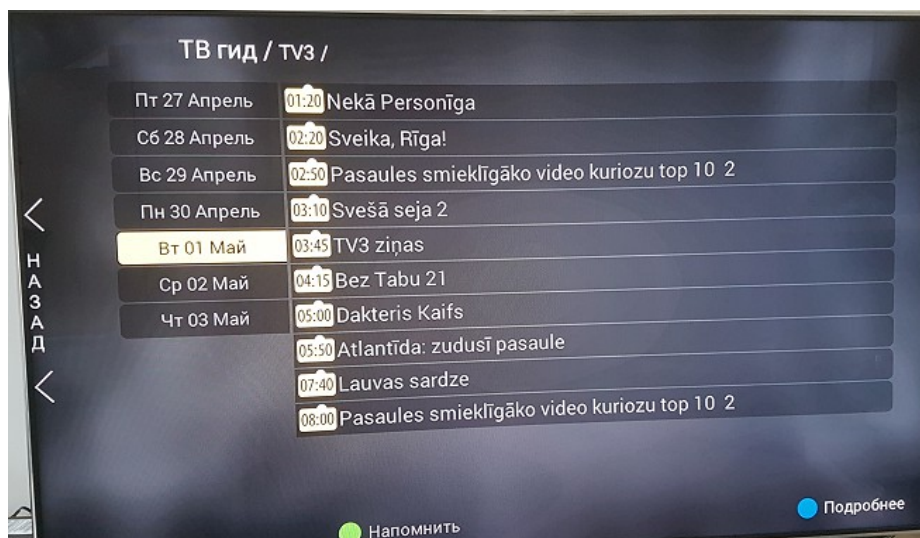 ТВ гид / TV3 /
Пт 27 Апрель
Сб 28 Апрель
Вс 29 Апрель
Пн 30 Апрель
Вт 01 Май
Ср 02 Май
Чт 03 Май
01:20 Nekā Personīga
02:20 Sveika, Rīga!
02:50 Pasaules smieklīgāko video kuriozu top 10 2
03:10 Svešā seja 2
03:45 TV3 ziņas
04:15 Bez Tabu 21
05:00 Dakteris Kaifs
05:50 Atlantīda: zudusī pasaule
07:40 Lauvas sardze
08:00 Pasaules smieklīgāko video kuriozu top 10 2
НАЗАД
Напомнить
Подробнее